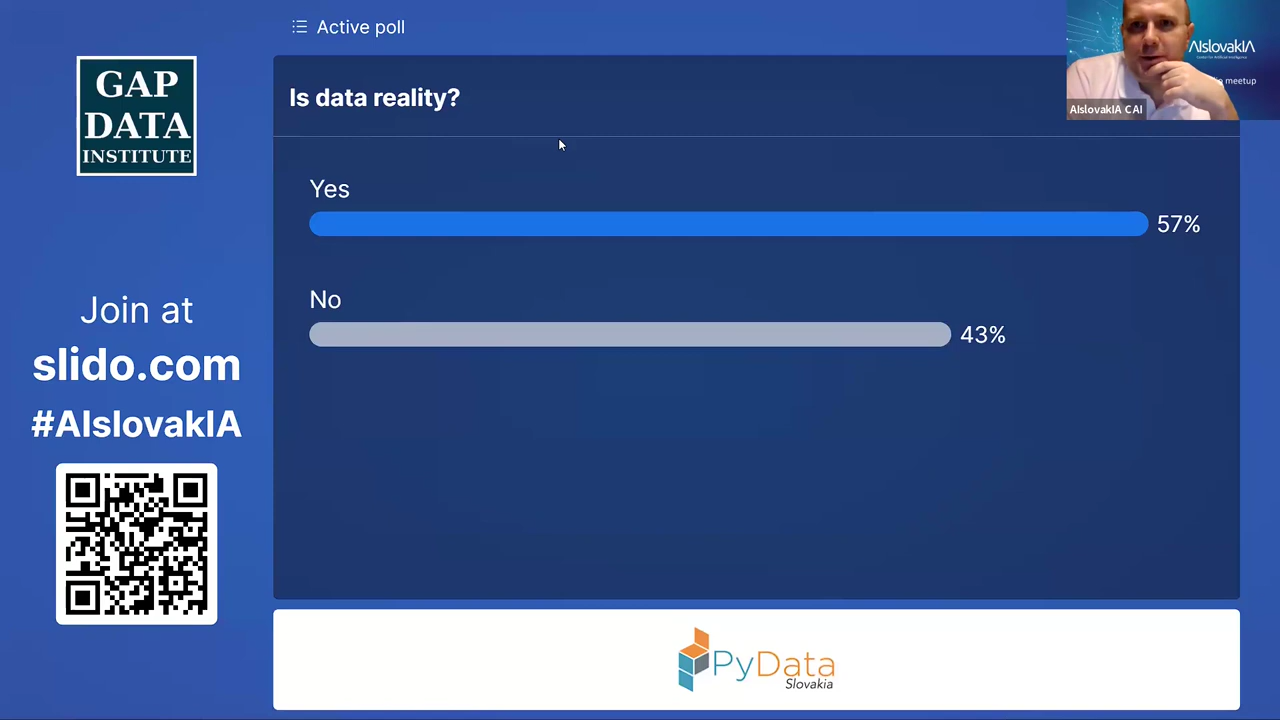 Active poll
GAP
DATA
INSTITUTE
Is data reality?
Yes
57%
No
43%
Join at
slido.com
#AIslovakIA
PyData
Slovakia
AIslovakIA
meetup
AIslovakIA CAI